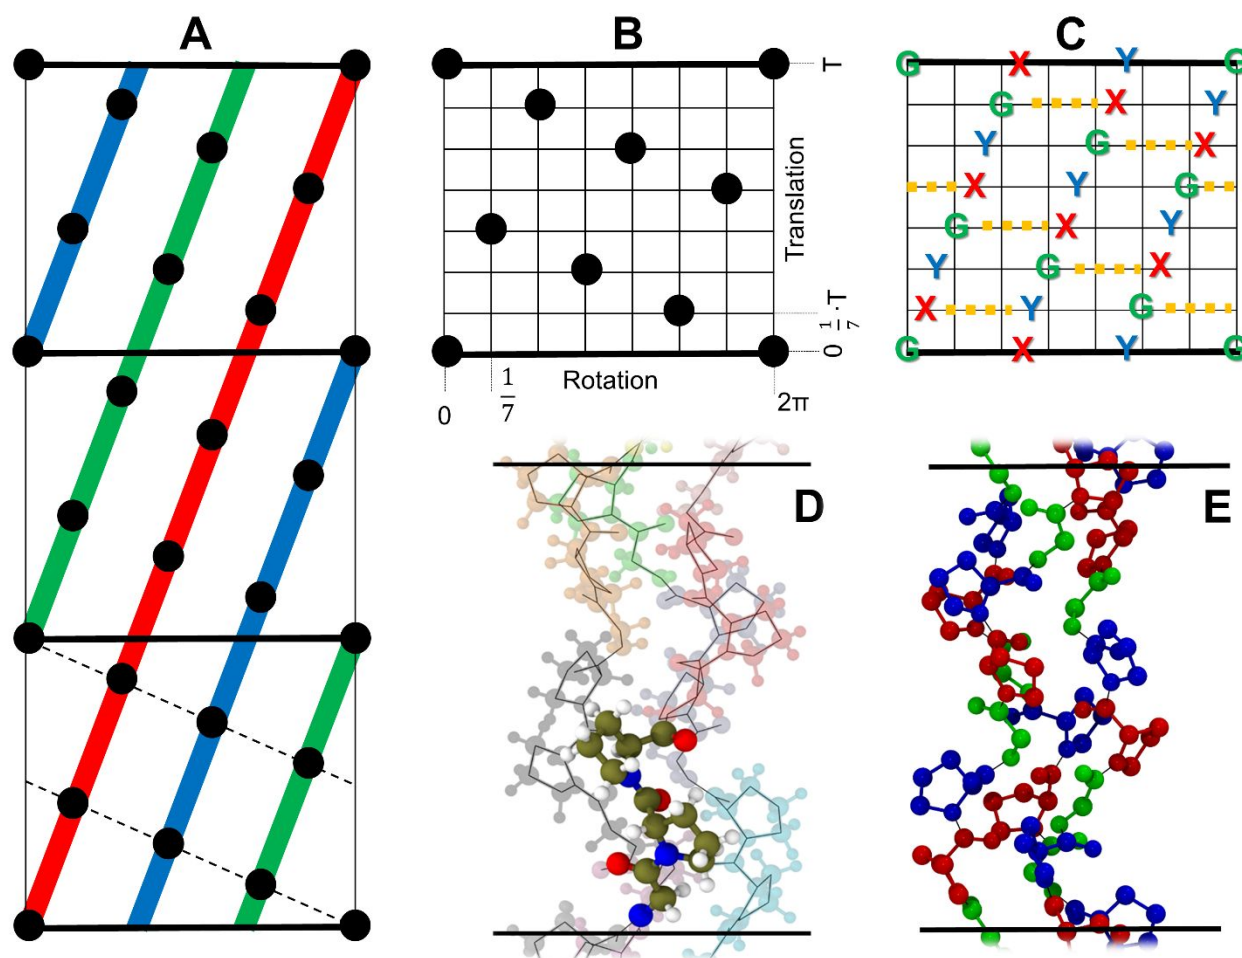 A
B
T
Translation
1/7 ·T
0
Rotation
0
1/7
2π
C
G X Y G
G X Y
Y G X
X Y G
G X Y
Y G X
X Y G
G X Y G
D
E